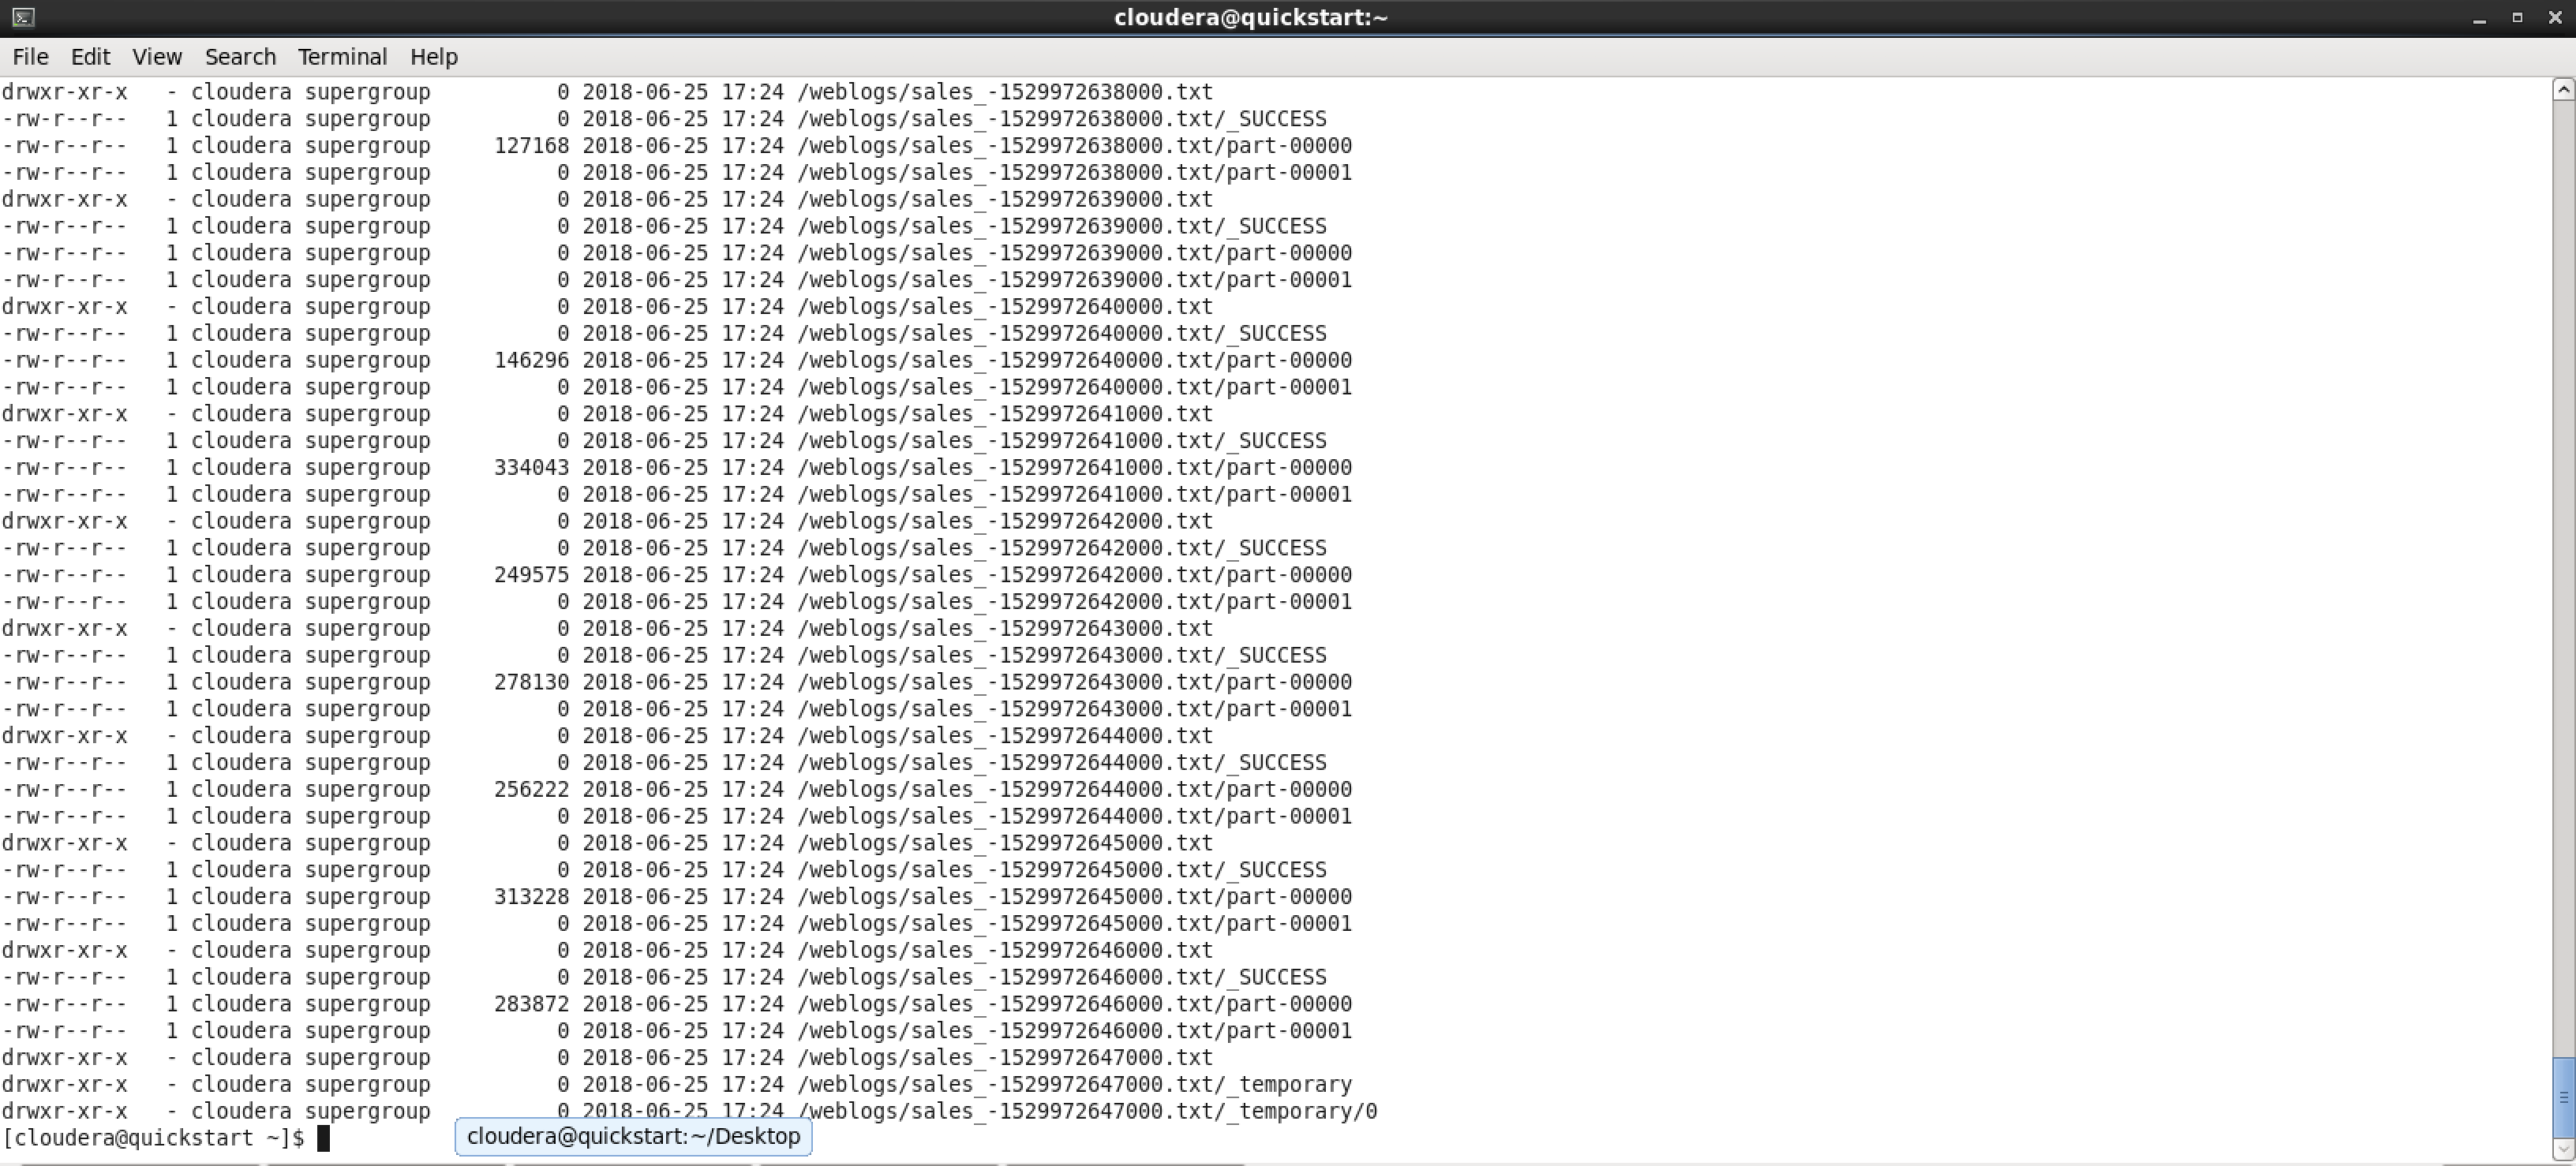 cloudera@quickstart:~
File Edit View Search Terminal Help
drwxr-xr-x   - cloudera supergroup          0 2018-06-25 17:24 /weblogs/sales_-1529972638000.txt
-rw-r--r--   1 cloudera supergroup          0 2018-06-25 17:24 /weblogs/sales_-1529972638000.txt/_SUCCESS
-rw-r--r--   1 cloudera supergroup     127168 2018-06-25 17:24 /weblogs/sales_-1529972638000.txt/part-00000
-rw-r--r--   1 cloudera supergroup          0 2018-06-25 17:24 /weblogs/sales_-1529972638000.txt/part-00001
drwxr-xr-x   - cloudera supergroup          0 2018-06-25 17:24 /weblogs/sales_-1529972639000.txt
-rw-r--r--   1 cloudera supergroup          0 2018-06-25 17:24 /weblogs/sales_-1529972639000.txt/_SUCCESS
-rw-r--r--   1 cloudera supergroup          0 2018-06-25 17:24 /weblogs/sales_-1529972639000.txt/part-00000
-rw-r--r--   1 cloudera supergroup          0 2018-06-25 17:24 /weblogs/sales_-1529972639000.txt/part-00001
drwxr-xr-x   - cloudera supergroup          0 2018-06-25 17:24 /weblogs/sales_-1529972640000.txt
-rw-r--r--   1 cloudera supergroup          0 2018-06-25 17:24 /weblogs/sales_-1529972640000.txt/_SUCCESS
-rw-r--r--   1 cloudera supergroup     146296 2018-06-25 17:24 /weblogs/sales_-1529972640000.txt/part-00000
-rw-r--r--   1 cloudera supergroup          0 2018-06-25 17:24 /weblogs/sales_-1529972640000.txt/part-00001
drwxr-xr-x   - cloudera supergroup          0 2018-06-25 17:24 /weblogs/sales_-1529972641000.txt
-rw-r--r--   1 cloudera supergroup          0 2018-06-25 17:24 /weblogs/sales_-1529972641000.txt/_SUCCESS
-rw-r--r--   1 cloudera supergroup     334043 2018-06-25 17:24 /weblogs/sales_-1529972641000.txt/part-00000
-rw-r--r--   1 cloudera supergroup          0 2018-06-25 17:24 /weblogs/sales_-1529972641000.txt/part-00001
drwxr-xr-x   - cloudera supergroup          0 2018-06-25 17:24 /weblogs/sales_-1529972642000.txt
-rw-r--r--   1 cloudera supergroup          0 2018-06-25 17:24 /weblogs/sales_-1529972642000.txt/_SUCCESS
-rw-r--r--   1 cloudera supergroup     249575 2018-06-25 17:24 /weblogs/sales_-1529972642000.txt/part-00000
-rw-r--r--   1 cloudera supergroup          0 2018-06-25 17:24 /weblogs/sales_-1529972642000.txt/part-00001
drwxr-xr-x   - cloudera supergroup          0 2018-06-25 17:24 /weblogs/sales_-1529972643000.txt
-rw-r--r--   1 cloudera supergroup          0 2018-06-25 17:24 /weblogs/sales_-1529972643000.txt/_SUCCESS
-rw-r--r--   1 cloudera supergroup     278130 2018-06-25 17:24 /weblogs/sales_-1529972643000.txt/part-00000
-rw-r--r--   1 cloudera supergroup          0 2018-06-25 17:24 /weblogs/sales_-1529972643000.txt/part-00001
drwxr-xr-x   - cloudera supergroup          0 2018-06-25 17:24 /weblogs/sales_-1529972644000.txt
-rw-r--r--   1 cloudera supergroup          0 2018-06-25 17:24 /weblogs/sales_-1529972644000.txt/_SUCCESS
-rw-r--r--   1 cloudera supergroup     256222 2018-06-25 17:24 /weblogs/sales_-1529972644000.txt/part-00000
-rw-r--r--   1 cloudera supergroup          0 2018-06-25 17:24 /weblogs/sales_-1529972644000.txt/part-00001
drwxr-xr-x   - cloudera supergroup          0 2018-06-25 17:24 /weblogs/sales_-1529972645000.txt
-rw-r--r--   1 cloudera supergroup          0 2018-06-25 17:24 /weblogs/sales_-1529972645000.txt/_SUCCESS
-rw-r--r--   1 cloudera supergroup     313228 2018-06-25 17:24 /weblogs/sales_-1529972645000.txt/part-00000
-rw-r--r--   1 cloudera supergroup          0 2018-06-25 17:24 /weblogs/sales_-1529972645000.txt/part-00001
drwxr-xr-x   - cloudera supergroup          0 2018-06-25 17:24 /weblogs/sales_-1529972646000.txt
-rw-r--r--   1 cloudera supergroup          0 2018-06-25 17:24 /weblogs/sales_-1529972646000.txt/_SUCCESS
-rw-r--r--   1 cloudera supergroup     283872 2018-06-25 17:24 /weblogs/sales_-1529972646000.txt/part-00000
-rw-r--r--   1 cloudera supergroup          0 2018-06-25 17:24 /weblogs/sales_-1529972646000.txt/part-00001
drwxr-xr-x   - cloudera supergroup          0 2018-06-25 17:24 /weblogs/sales_-1529972647000.txt
drwxr-xr-x   - cloudera supergroup          0 2018-06-25 17:24 /weblogs/sales_-1529972647000.txt/_temporary
drwxr-xr-x   - cloudera supergroup          0 2018-06-25 17:24 /weblogs/sales_-1529972647000.txt/_temporary/0
[cloudera@quickstart ~]$
cloudera@quickstart:~/Desktop